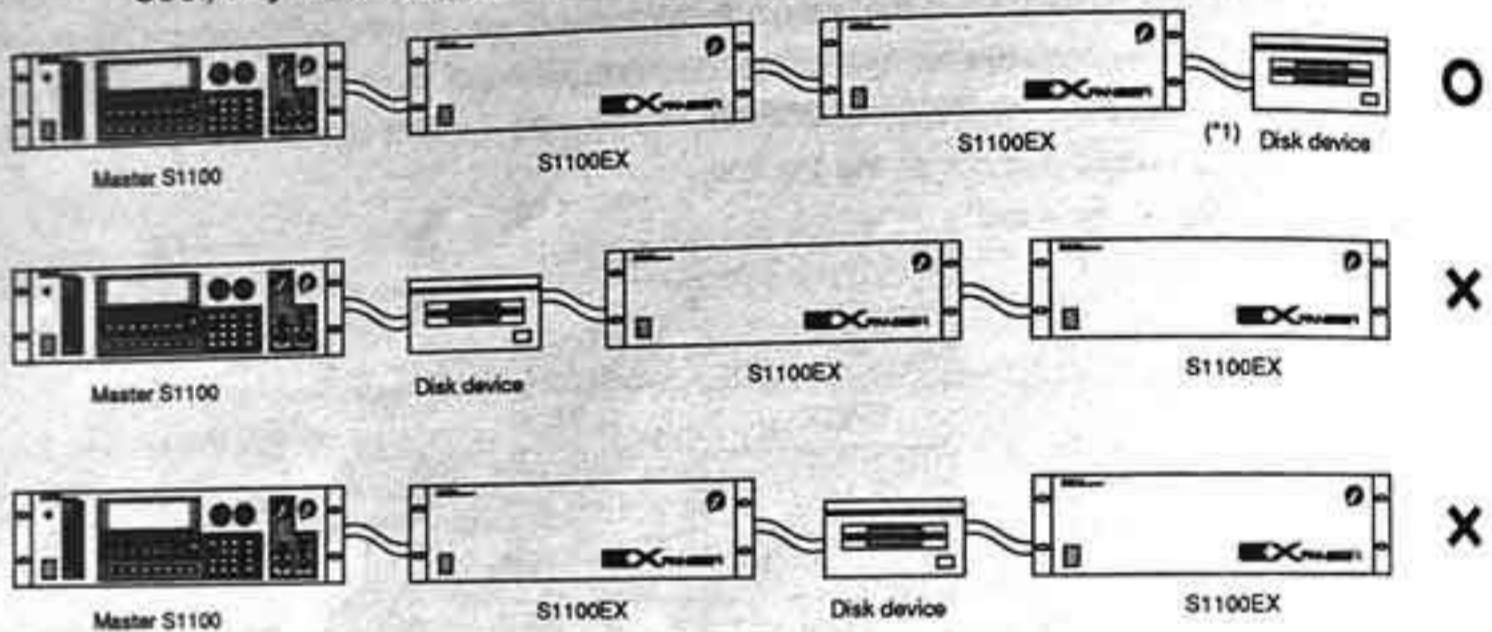 Master S1100
S1100EX
S1100EX
(*1) Disk device
O
Master S1100
Disk device
S1100EX
S1100EX
X
Master S1100
S1100EX
Disk device
S1100EX
X